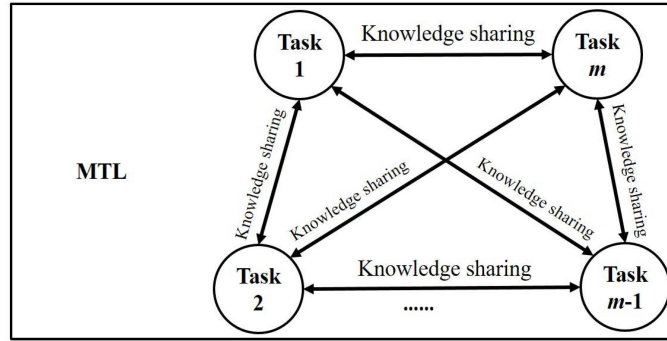 Knowledge sharing
Task
1
Task
m
Knowledge sharing
Knowledge sharing
Knowledge sharing
Knowledge sharing
MTL
Task
2
Knowledge sharing
......
Task
m-1